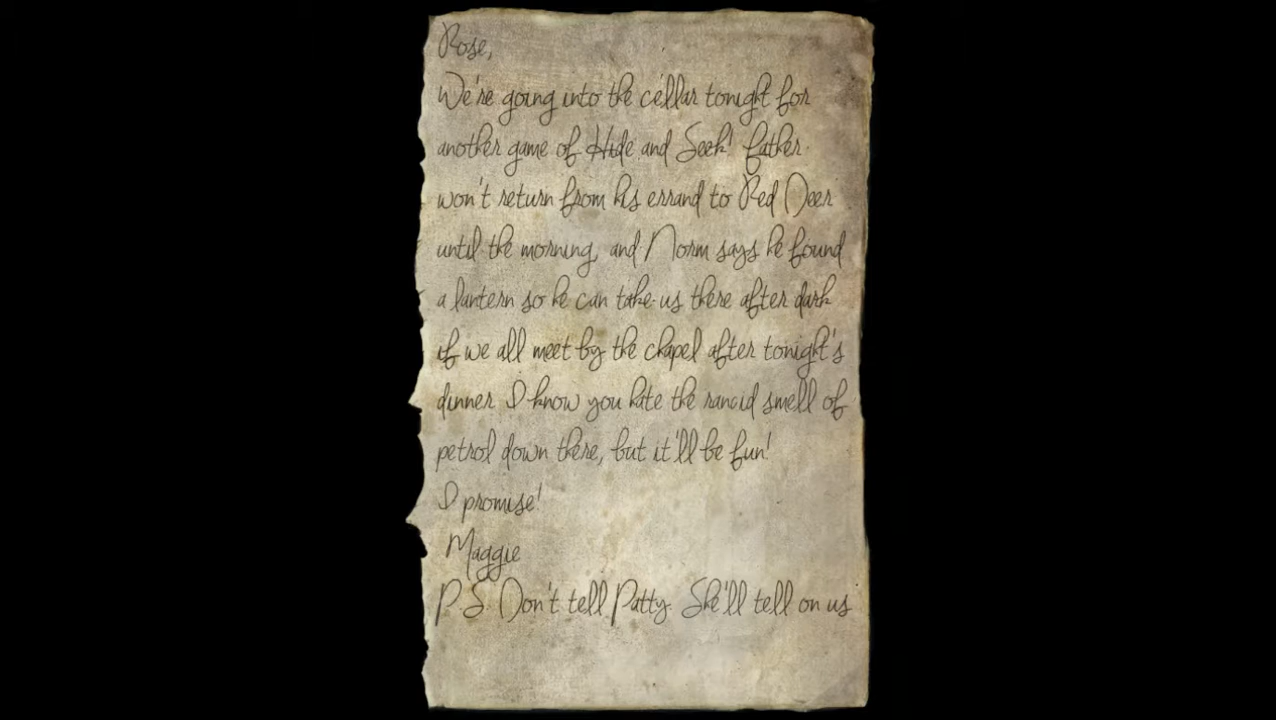 Rose,
We're going into the cellar tonight for
another game of Hide and Seek! Father
won't return from his errand to Red Deer
until the morning, and Norm says he found
a lantern so he can take us there after dark
if we all meet by the chapel after tonight's
dinner. I know you hate the rancid smell of
petrol down there, but it'll be fun!
I promise!
Maggie
P.S. Don't tell Patty. She'll tell on us